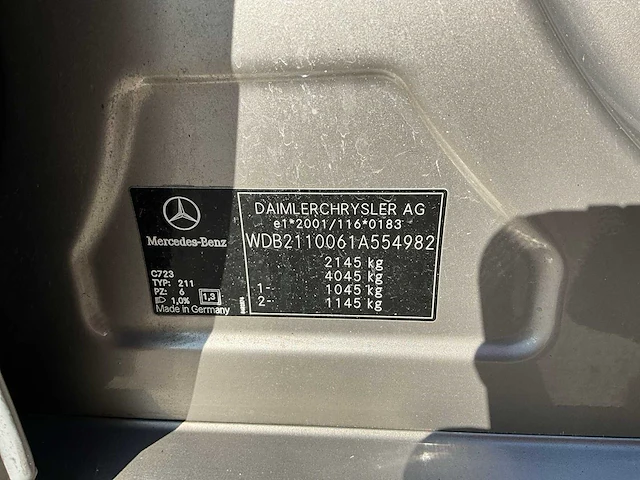 Mercedes-Benz
C723
TYP: 211
PZ: 6
1,0% 1,3
Made in Germany
DAIMLERCHRYSLER AG
e1*2001/116*0183
WDB2110061A554982
2145 kg
4045 kg
1- 1045 kg
2- 1145 kg